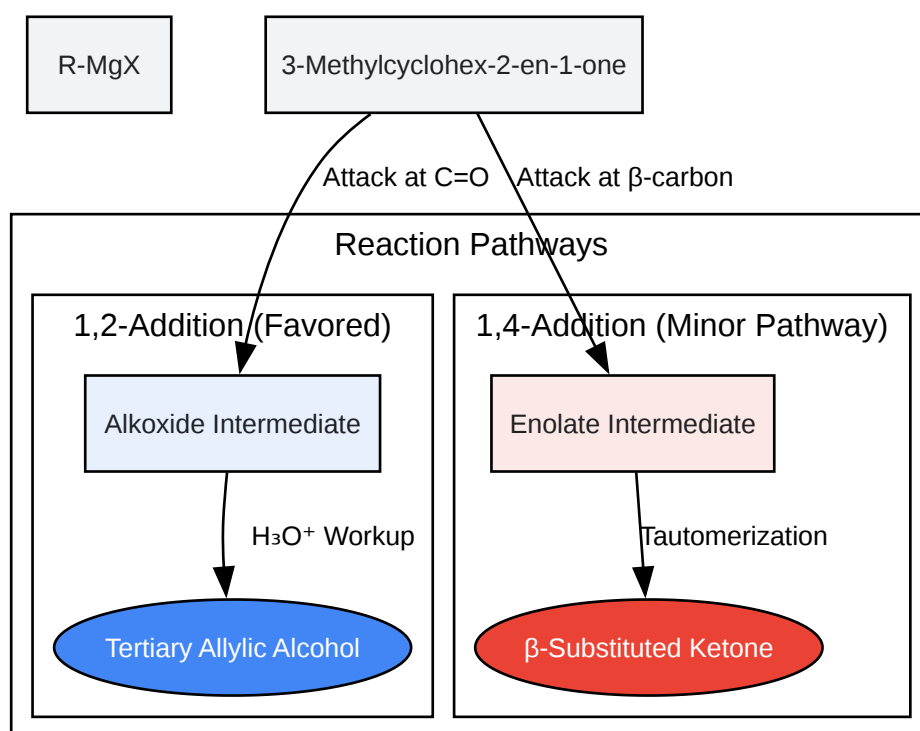 R-MgX
3-Methylcyclohex-2-en-1-one
Attack at C=O
Attack at β-carbon
Reaction Pathways
1,2-Addition (Favored)
1,4-Addition (Minor Pathway)
Alkoxide Intermediate
Enolate Intermediate
H₃O⁺ Workup
Tautomerization
Tertiary Allylic Alcohol
β-Substituted Ketone